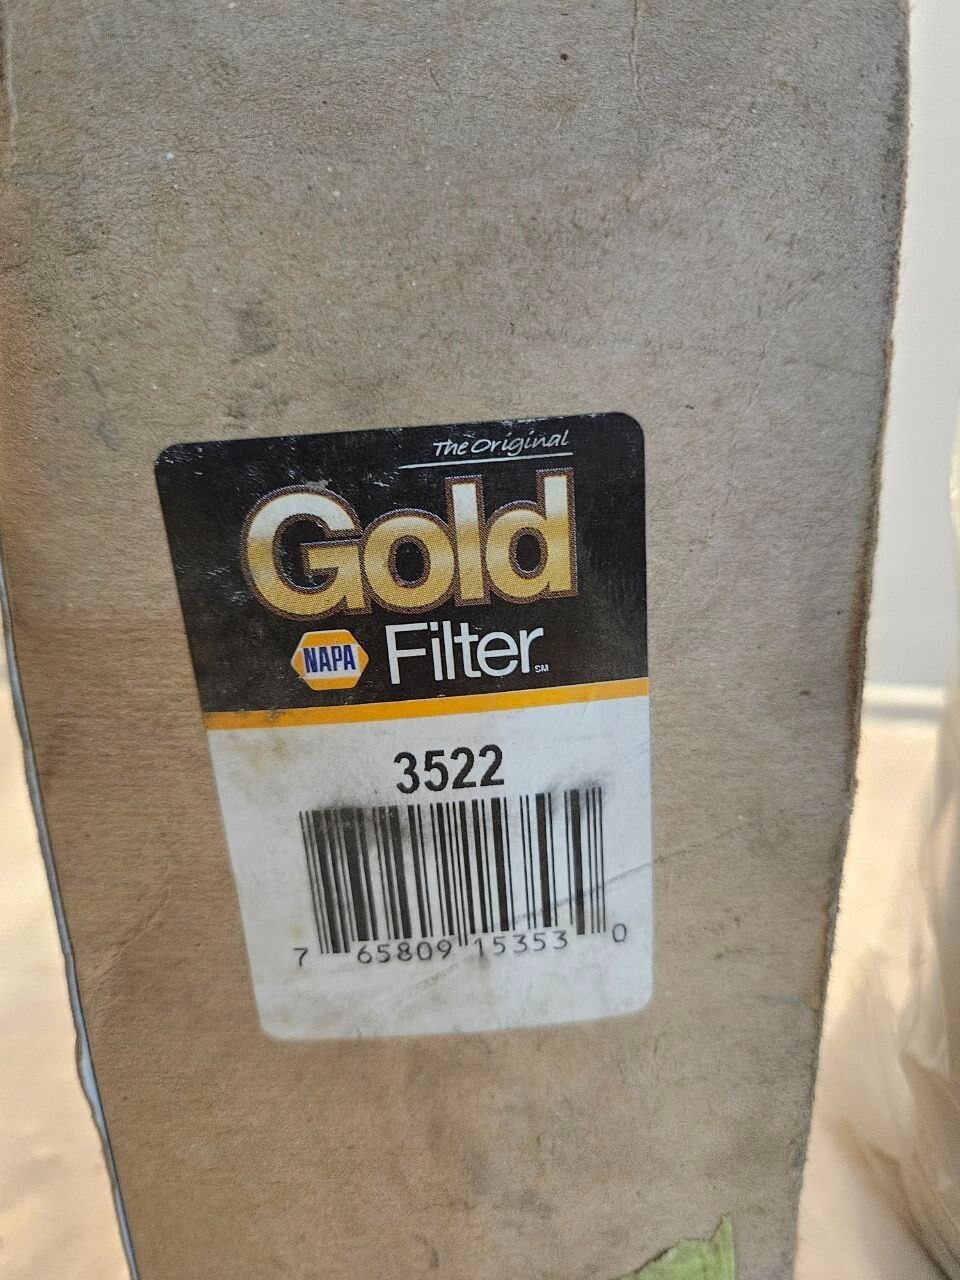 The Original
Gold
NAPA Filter SM
3522
7 65809 15353 0